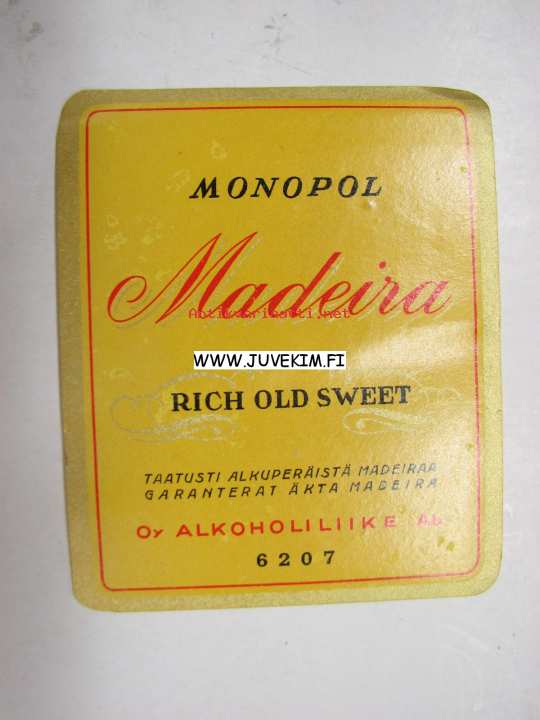 MONOPOL
Madeira
Antikvariaatti.net
WWW.JUVEKIM.FI
RICH OLD SWEET
TAATUSTI ALKUPERÄISTÄ MADEIRAA
GARANTERAT ÄKTA MADEIRA
OY ALKOHOLILIIKE AB
6207